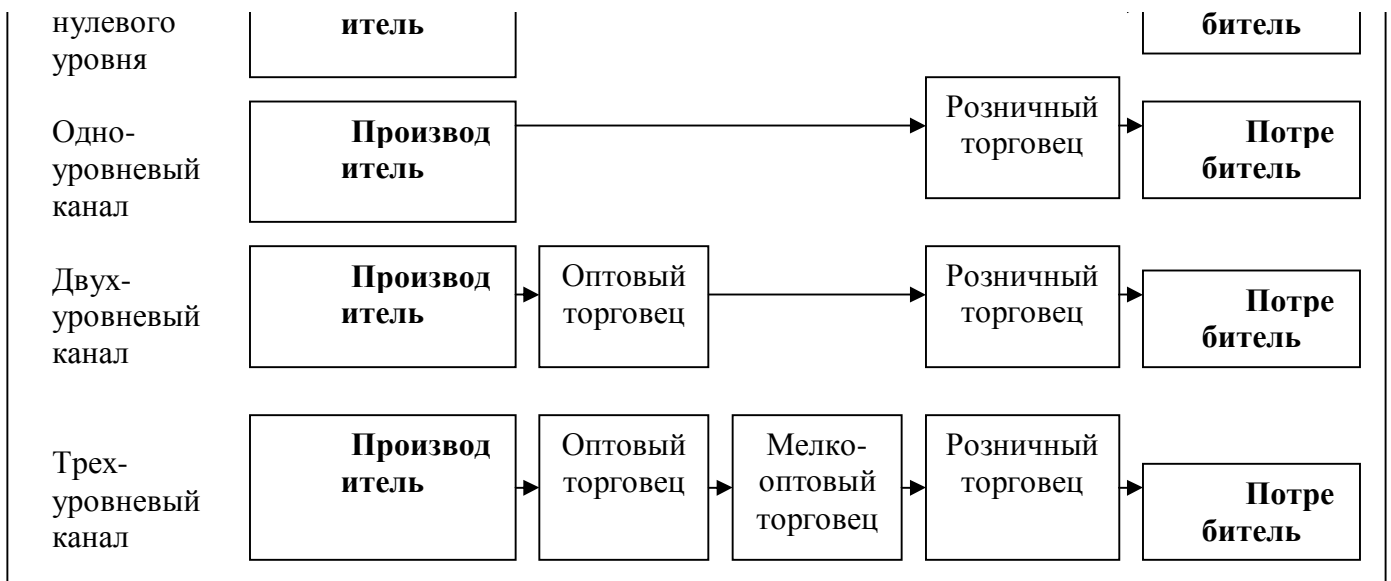 нулевого
уровня
итель
битель
Одно-
уровневый
канал
Производ
итель
Розничный
торговец
Потре
битель
Двух-
уровневый
канал
Производ
итель
Оптовый
торговец
Розничный
торговец
Потре
битель
Трех-
уровневый
канал
Производ
итель
Оптовый
торговец
Мелко-
оптовый
торговец
Розничный
торговец
Потре
битель